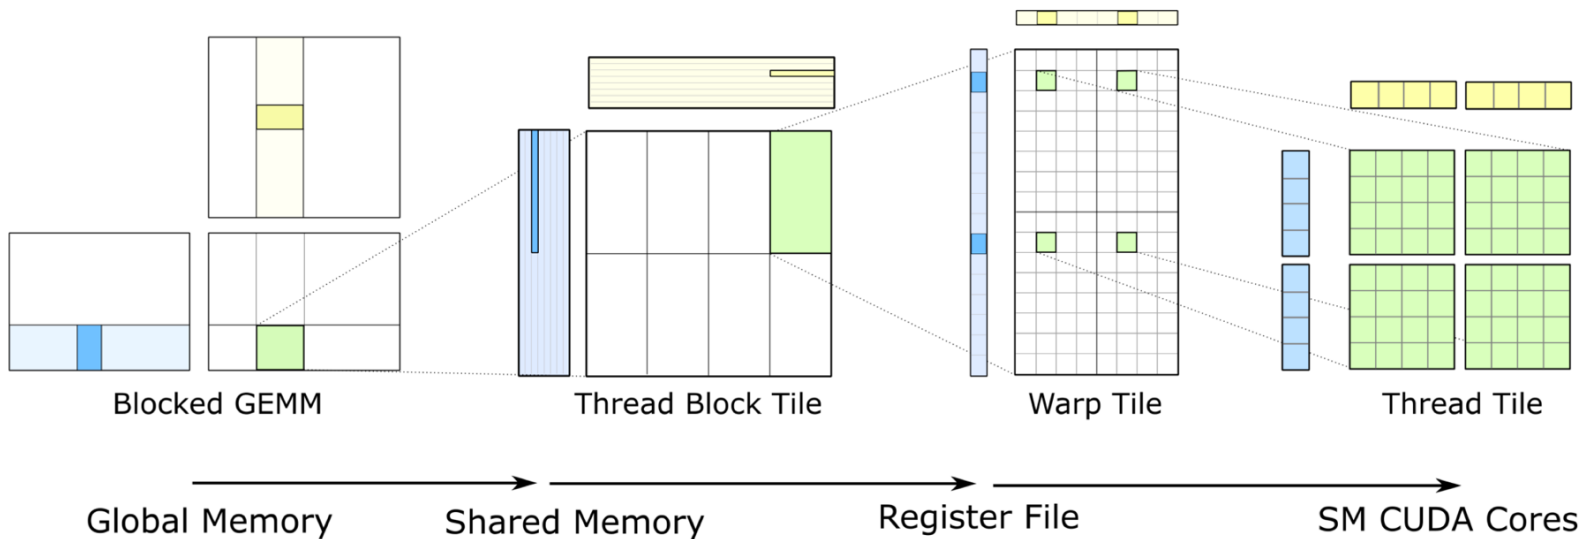 Blocked GEMM
Thread Block Tile
Warp Tile
Thread Tile
Global Memory
Shared Memory
Register File
SM CUDA Cores